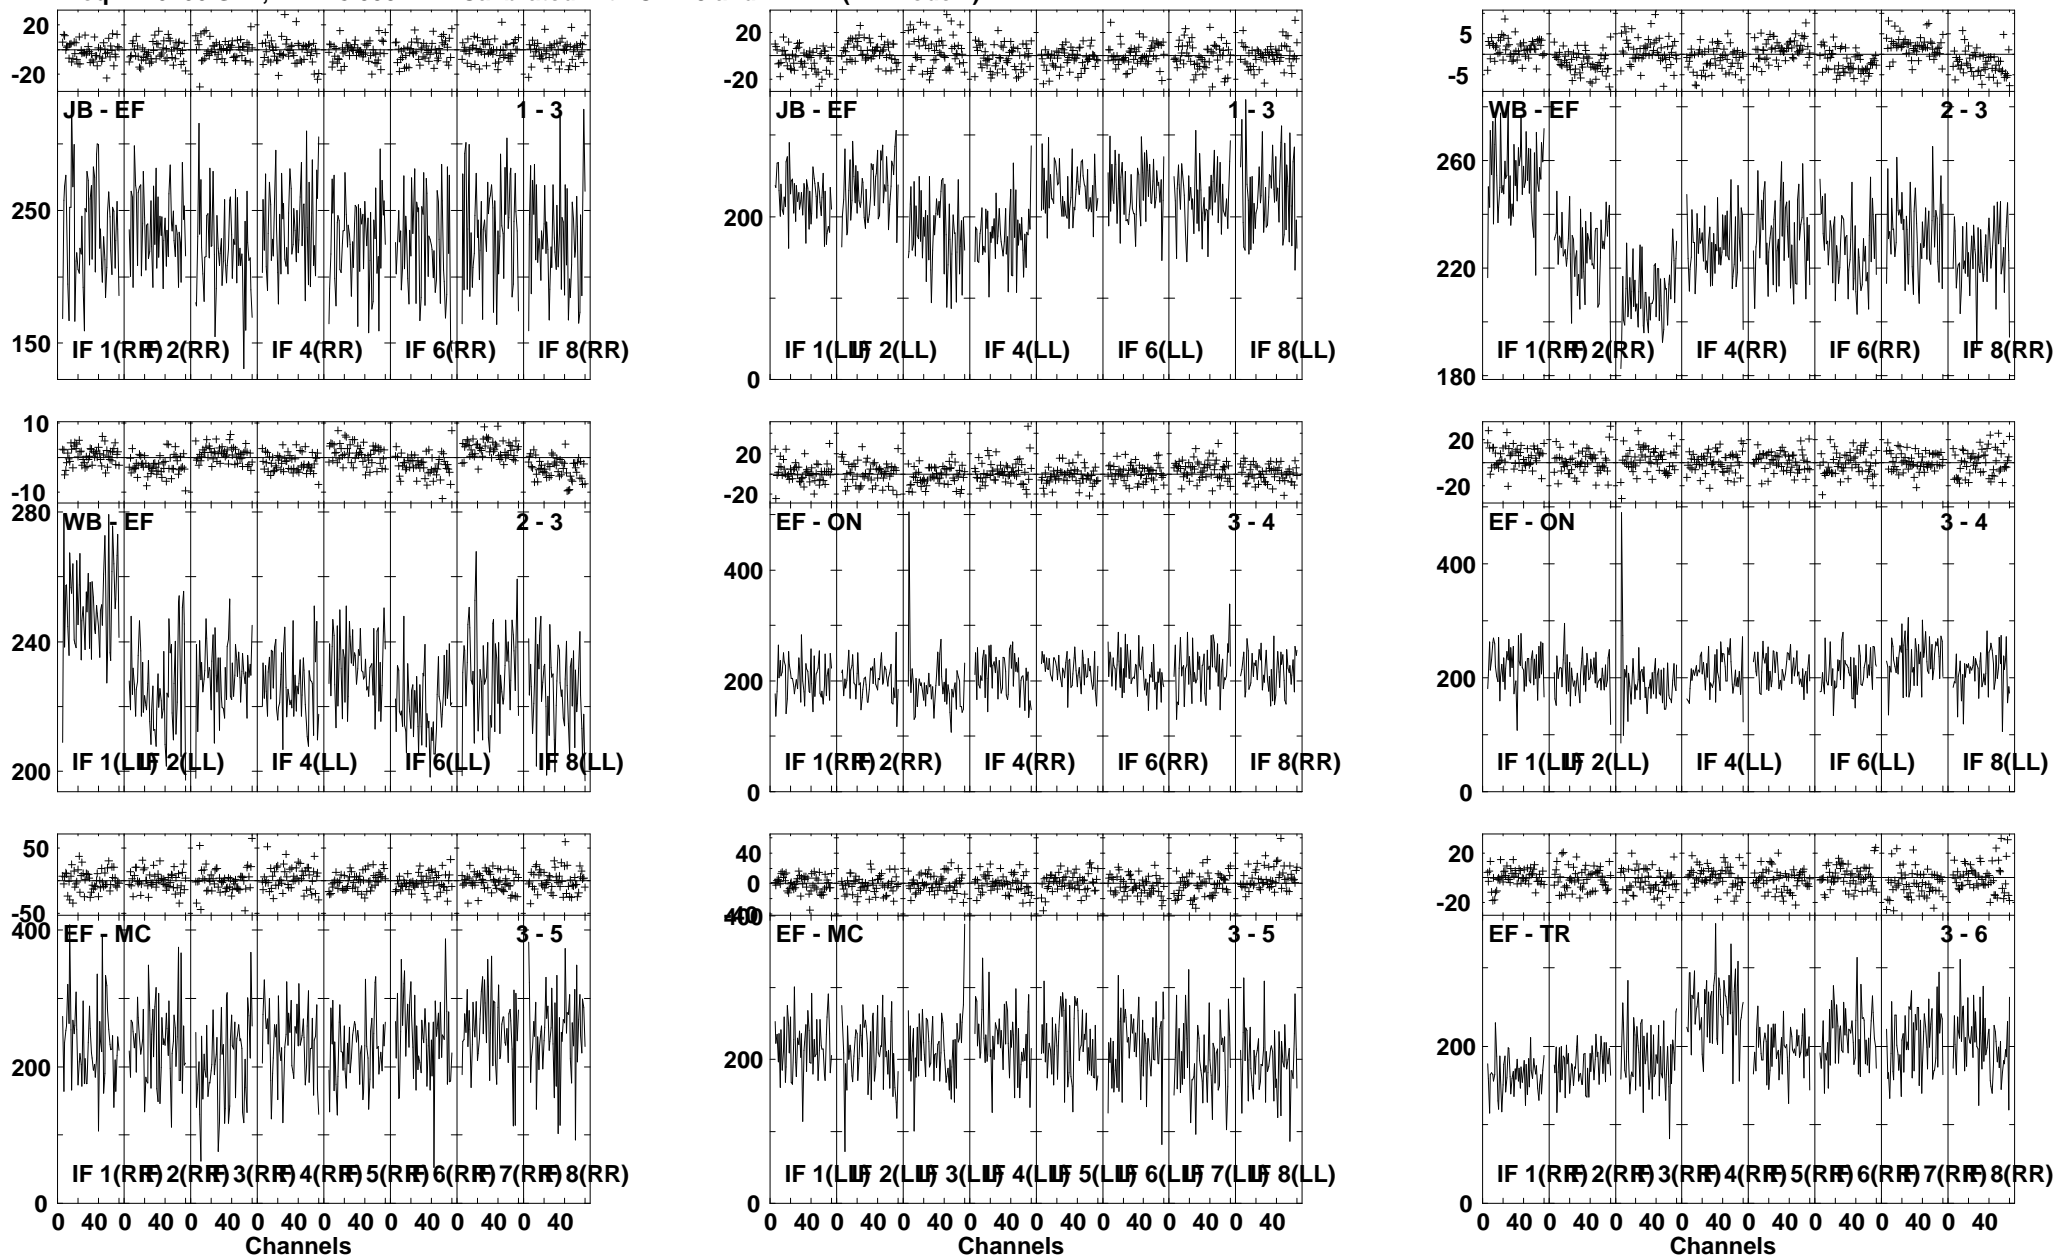 20
-20
JB - EF 1 - 3
250
150
IF 1(RR) IF 2(RR) IF 4(RR) IF 6(RR) IF 8(RR)
20
-20
JB - EF 1 - 3
200
0
IF 1(LL) IF 2(LL) IF 4(LL) IF 6(LL) IF 8(LL)
5
-5
WB - EF 2 - 3
260
220
180
IF 1(RR) IF 2(RR) IF 4(RR) IF 6(RR) IF 8(RR)
10
-10
280
WB - EF 2 - 3
240
200
IF 1(LL) IF 2(LL) IF 4(LL) IF 6(LL) IF 8(LL)
20
-20
EF - ON 3 - 4
400
200
0
IF 1(RR) IF 2(RR) IF 4(RR) IF 6(RR) IF 8(RR)
20
-20
EF - ON 3 - 4
400
200
0
IF 1(LL) IF 2(LL) IF 4(LL) IF 6(LL) IF 8(LL)
50
-50
400
EF - MC 3 - 5
200
0
IF 1(RR) IF 2(RR) IF 3(RR) IF 4(RR) IF 5(RR) IF 6(RR) IF 7(RR) IF 8(RR)
0 40 0 40 0 40 0 40 0 40 0 40 0 40 0 40
Channels
40
0
-40
400
EF - MC 3 - 5
200
0
IF 1(LL) IF 2(LL) IF 3(LL) IF 4(LL) IF 5(LL) IF 6(LL) IF 7(LL) IF 8(LL)
0 40 0 40 0 40 0 40 0 40 0 40 0 40 0 40
Channels
20
-20
EF - TR 3 - 6
200
0
IF 1(RR) IF 2(RR) IF 3(RR) IF 4(RR) IF 5(RR) IF 6(RR) IF 7(RR) IF 8(RR)
0 40 0 40 0 40 0 40 0 40 0 40 0 40 0 40
Channels